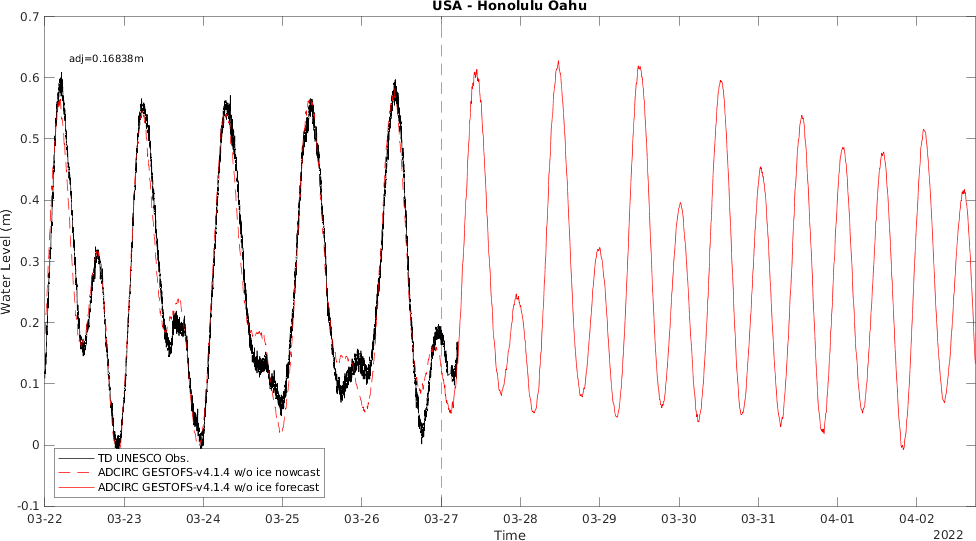 USA - Honolulu Oahu
adj=0.16838m
0.7
0.6
0.5
0.4
0.3
0.2
0.1
0
-0.1
Water Level (m)
TD UNESCO Obs.
ADCIRC GESTOFS-v4.1.4 w/o ice nowcast
ADCIRC GESTOFS-v4.1.4 w/o ice forecast
03-22 03-23 03-24 03-25 03-26 03-27 03-28 03-29 03-30 03-31 04-01 04-02
Time
2022